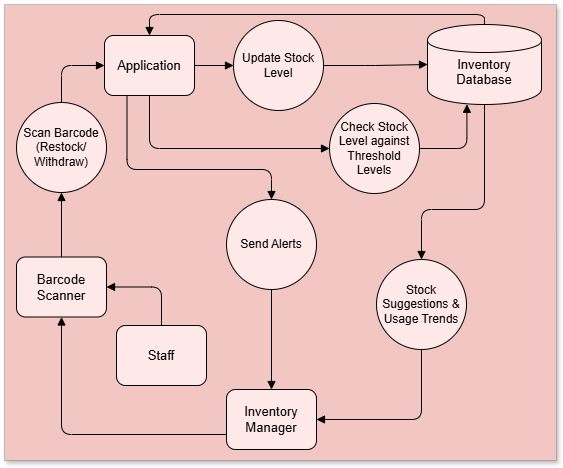 Application
Update Stock
Level
Inventory
Database
Scan Barcode
(Restock/
Withdraw)
Check Stock
Level against
Threshold
Levels
Send Alerts
Barcode
Scanner
Stock
Suggestions &
Usage Trends
Staff
Inventory
Manager